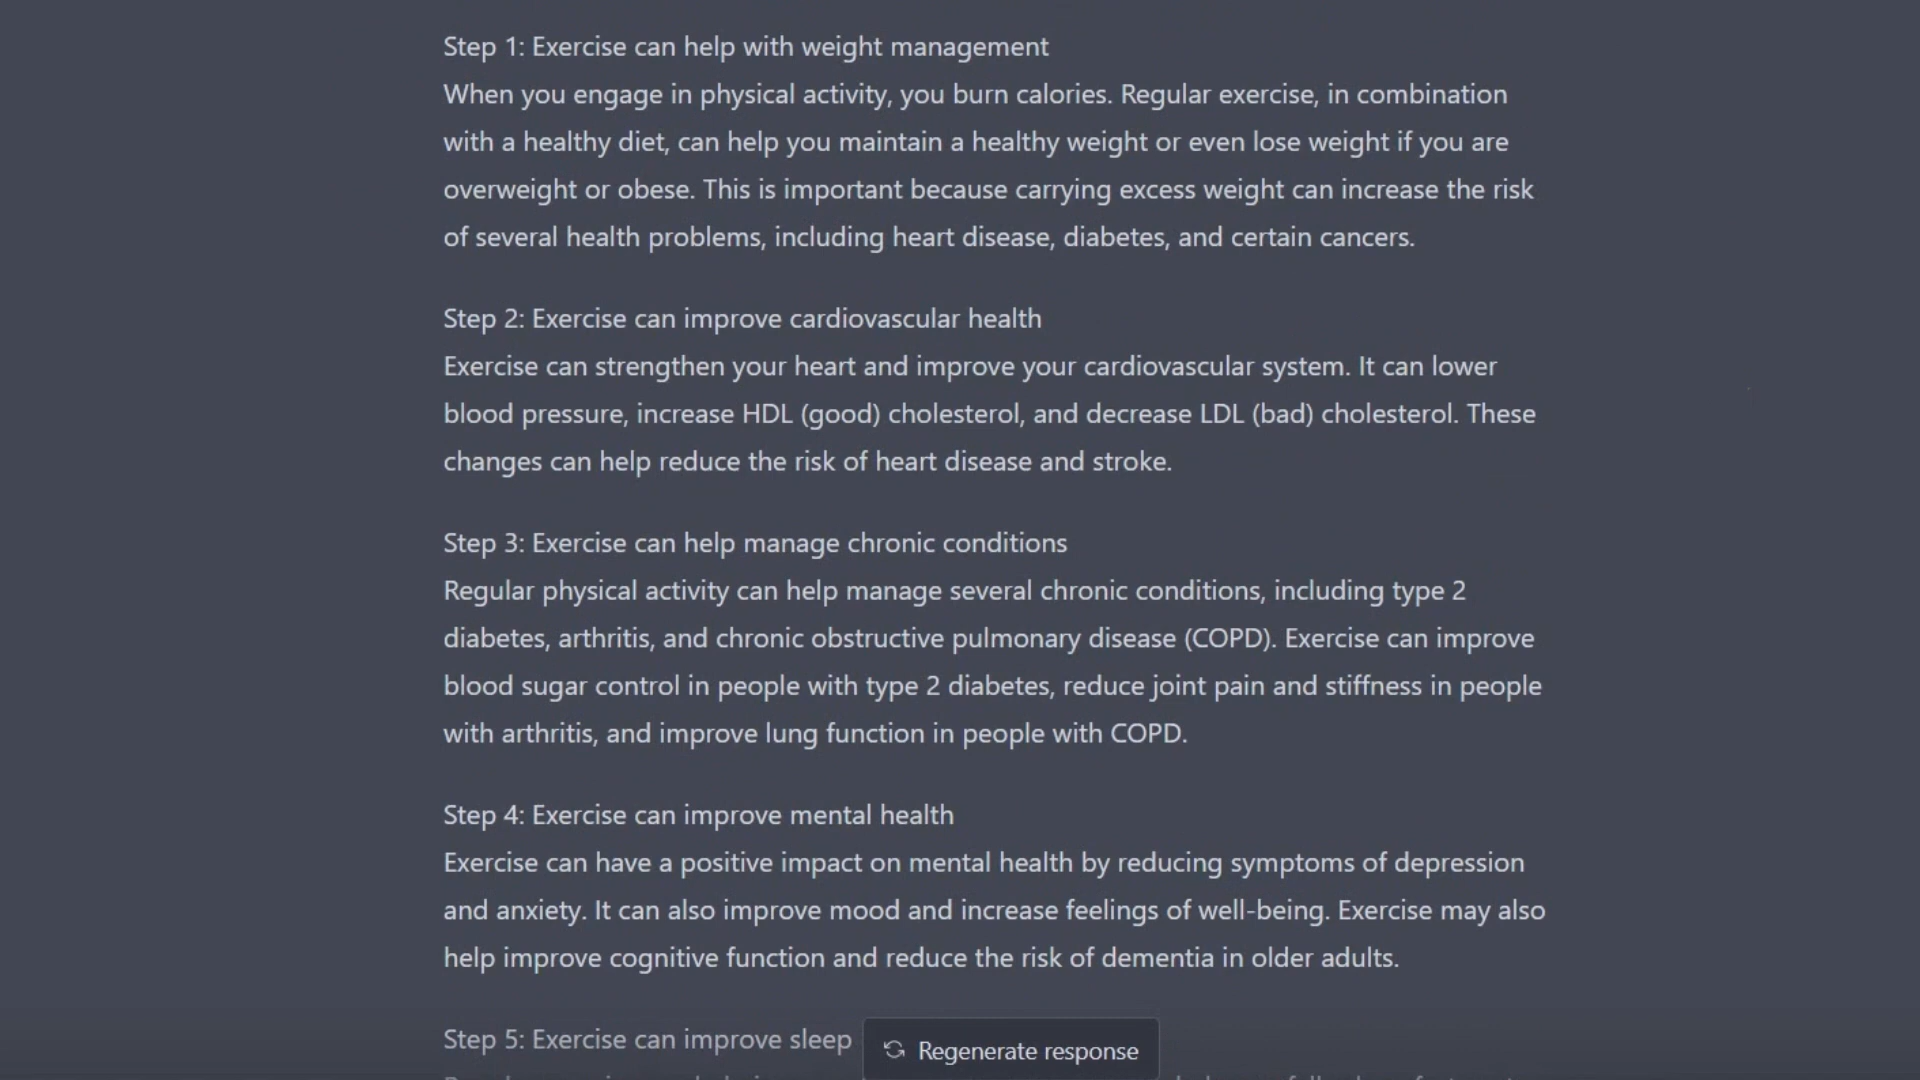 Step 1: Exercise can help with weight management
When you engage in physical activity, you burn calories. Regular exercise, in combination
with a healthy diet, can help you maintain a healthy weight or even lose weight if you are
overweight or obese. This is important because carrying excess weight can increase the risk
of several health problems, including heart disease, diabetes, and certain cancers.
Step 2: Exercise can improve cardiovascular health
Exercise can strengthen your heart and improve your cardiovascular system. It can lower
blood pressure, increase HDL (good) cholesterol, and decrease LDL (bad) cholesterol. These
changes can help reduce the risk of heart disease and stroke.
Step 3: Exercise can help manage chronic conditions
Regular physical activity can help manage several chronic conditions, including type 2
diabetes, arthritis, and chronic obstructive pulmonary disease (COPD). Exercise can improve
blood sugar control in people with type 2 diabetes, reduce joint pain and stiffness in people
with arthritis, and improve lung function in people with COPD.
Step 4: Exercise can improve mental health
Exercise can have a positive impact on mental health by reducing symptoms of depression
and anxiety. It can also improve mood and increase feelings of well-being. Exercise may also
help improve cognitive function and reduce the risk of dementia in older adults.
Step 5: Exercise can improve sleep
Regenerate response